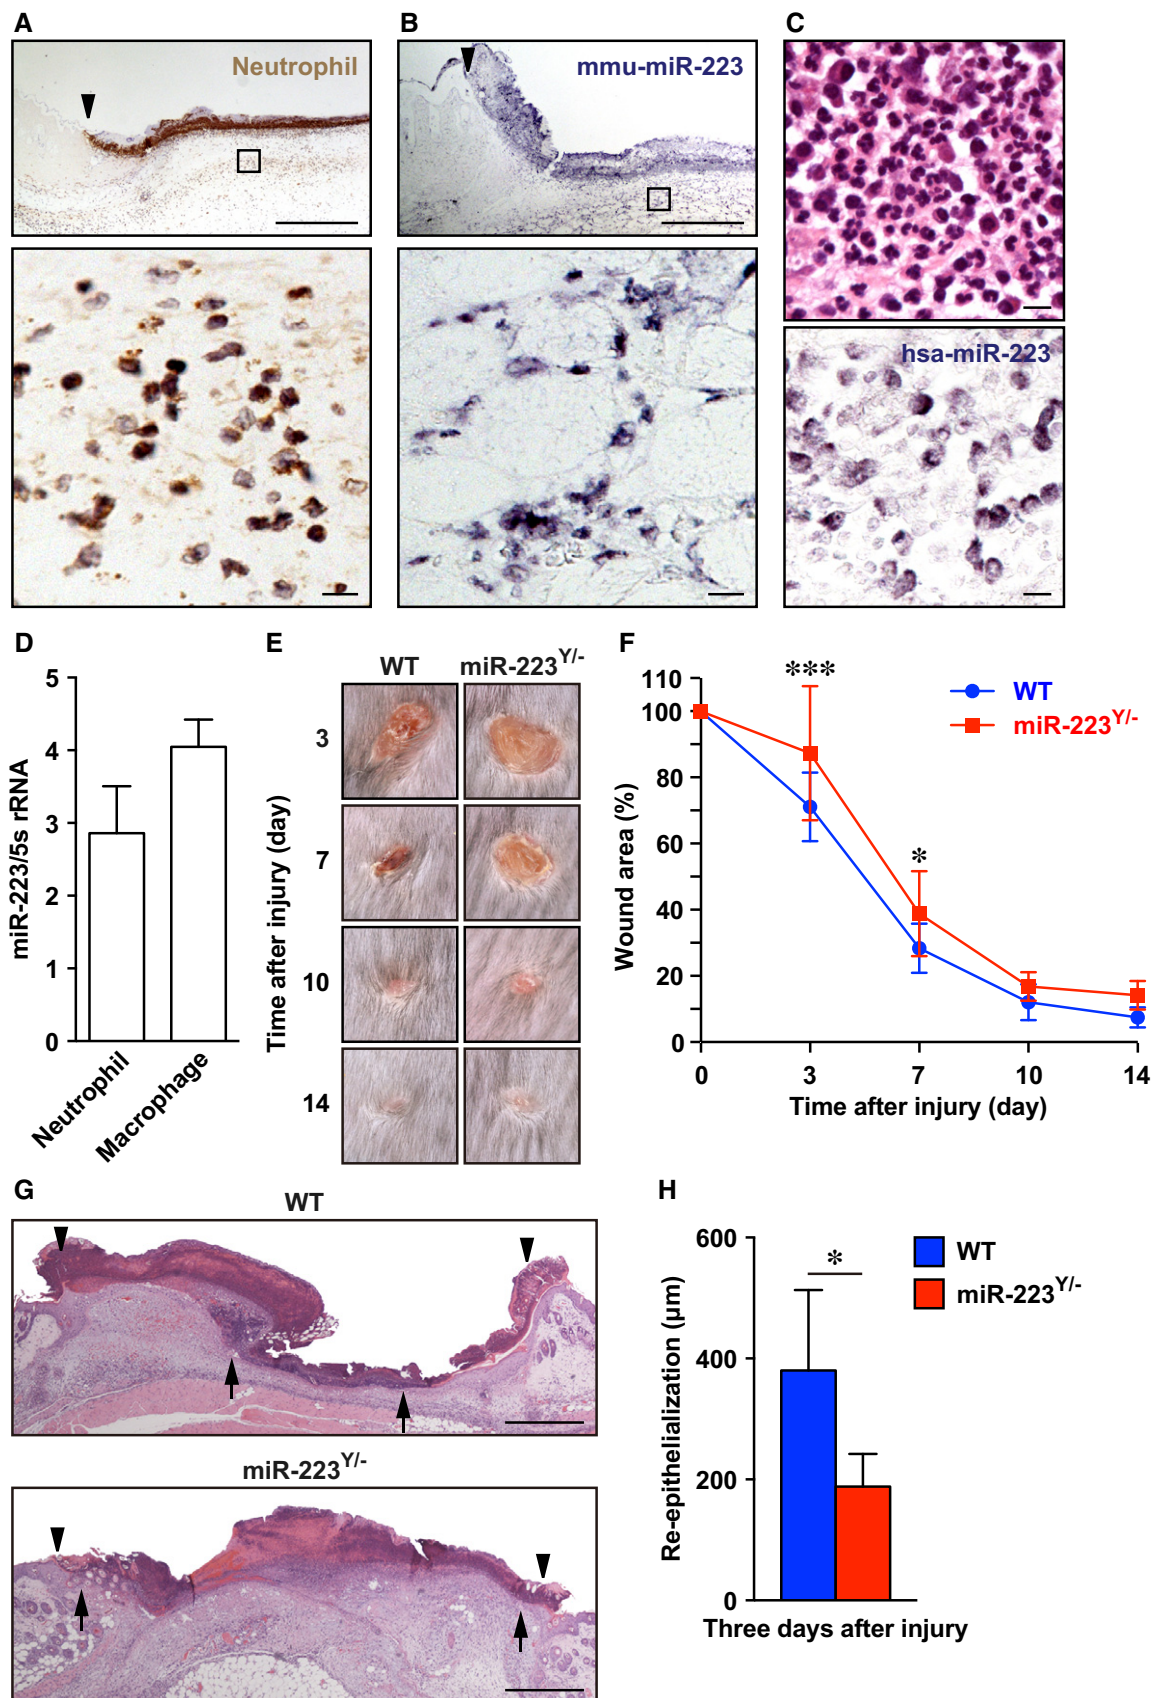 A
Neutrophil
B
mmu-miR-223
C
hsa-miR-223
D
miR-223/5s rRNA
5
4
3
2
1
0
Neutrophil
Macrophage
E
WT
miR-223Y/-
Time after injury (day)
3
7
10
14
F
***
*
WT
miR-223Y/-
Wound area (%)
110
100
80
60
40
20
0
0
3
7
10
14
Time after injury (day)
G
WT
miR-223Y/-
H
*
WT
miR-223Y/-
Re-epithelialization (µm)
600
400
200
0
Three days after injury